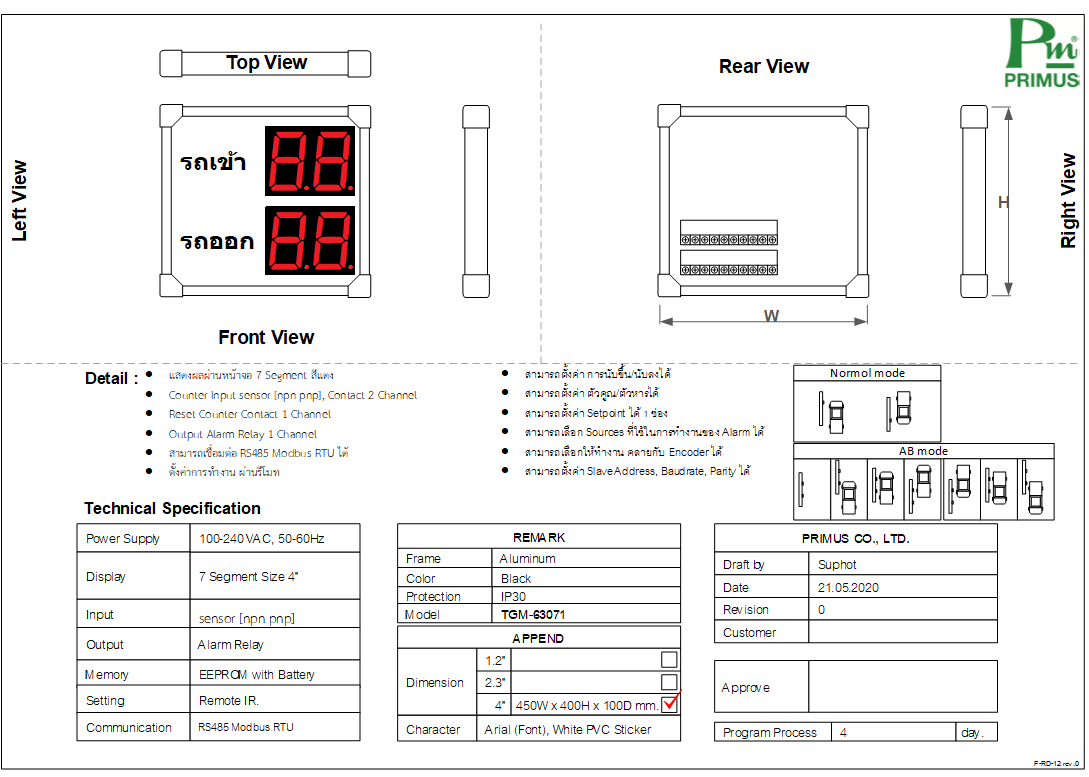 Top View
Rear View
Pm®
PRIMUS
Left View
รถเข้า
88
รถออก
88
H
Right View
W
Front View
Detail :
• แสดงผลผ่านหน้าจอ 7 Segment สีแดง
• Counter Input sensor [npn pnp], Contact 2 Channel
• Reset Counter Contact 1 Channel
• Output Alarm Relay 1 Channel
• สามารถเชื่อมต่อ RS485 Modbus RTU ได้
• ตั้งค่าการทำงาน ผ่านรีโมท
• สามารถตั้งค่า การนับขึ้น/นับลงได้
• สามารถตั้งค่า ตัวคูณ/ตัวหารได้
• สามารถตั้งค่า Setpoint ได้ 1 ช่อง
• สามารถเลือก Sources ที่ใช้ในการทำงานของ Alarm ได้
• สามารถเลือกให้ทำงาน คลายกับ Encoder ได้
• สามารถตั้งค่า Slave Address, Baudrate, Parity ได้
Normol mode
AB mode
Technical Specification
Power Supply 100-240 VAC, 50-60Hz
Display 7 Segment Size 4"
Input sensor [npn pnp]
Output Alarm Relay
Memory EEPROM with Battery
Setting Remote IR.
Communication RS485 Modbus RTU
REMARK
Frame Aluminum
Color Black
Protection IP30
Model TGM-63071
APPEND
Dimension
1.2"
2.3"
4" 450W x 400H x 100D mm.
Character Arial (Font), White PVC Sticker
PRIMUS CO., LTD.
Draft by Suphot
Date 21.05.2020
Revision 0
Customer
Approve
Program Process 4 day.
F-RD-12 rev.0